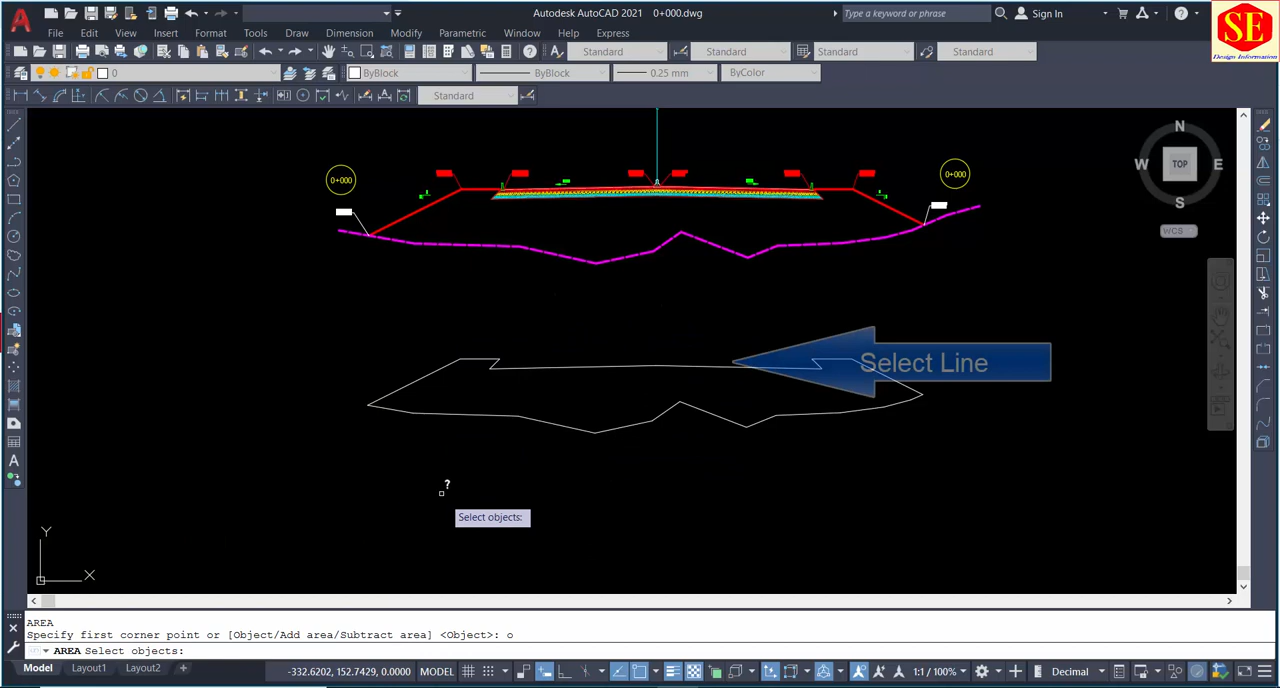 Autodesk AutoCAD 2021 0+000.dwg
Type a keyword or phrase
Sign In
SE
Design Information
File Edit View Insert Format Tools Draw Dimension Modify Parametric Window Help Express
Standard Standard Standard Standard
0 ByBlock ByBlock 0.25 mm ByColor
Standard
N
W TOP E
S
WCS
0+000 0+000
Select Line
?
Select objects:
Y
X
AREA
Specify first corner point or [Object/Add area/Subtract area] <Object>: o
AREA Select objects:
Model Layout1 Layout2 + -332.6202, 152.7429, 0.0000 MODEL 1:1 / 100% Decimal